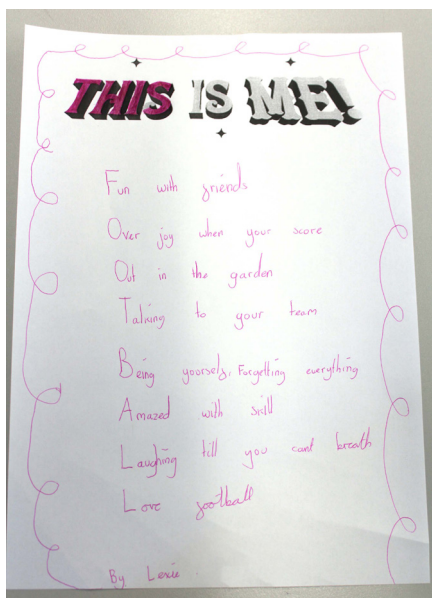 THIS IS ME!
Fun with friends
Over joy when your score
Out in the garden
Talking to your team
Being yourself, Forgetting everything
Amazed with skill
Laughing till you cant breath
Love football
By Lexie